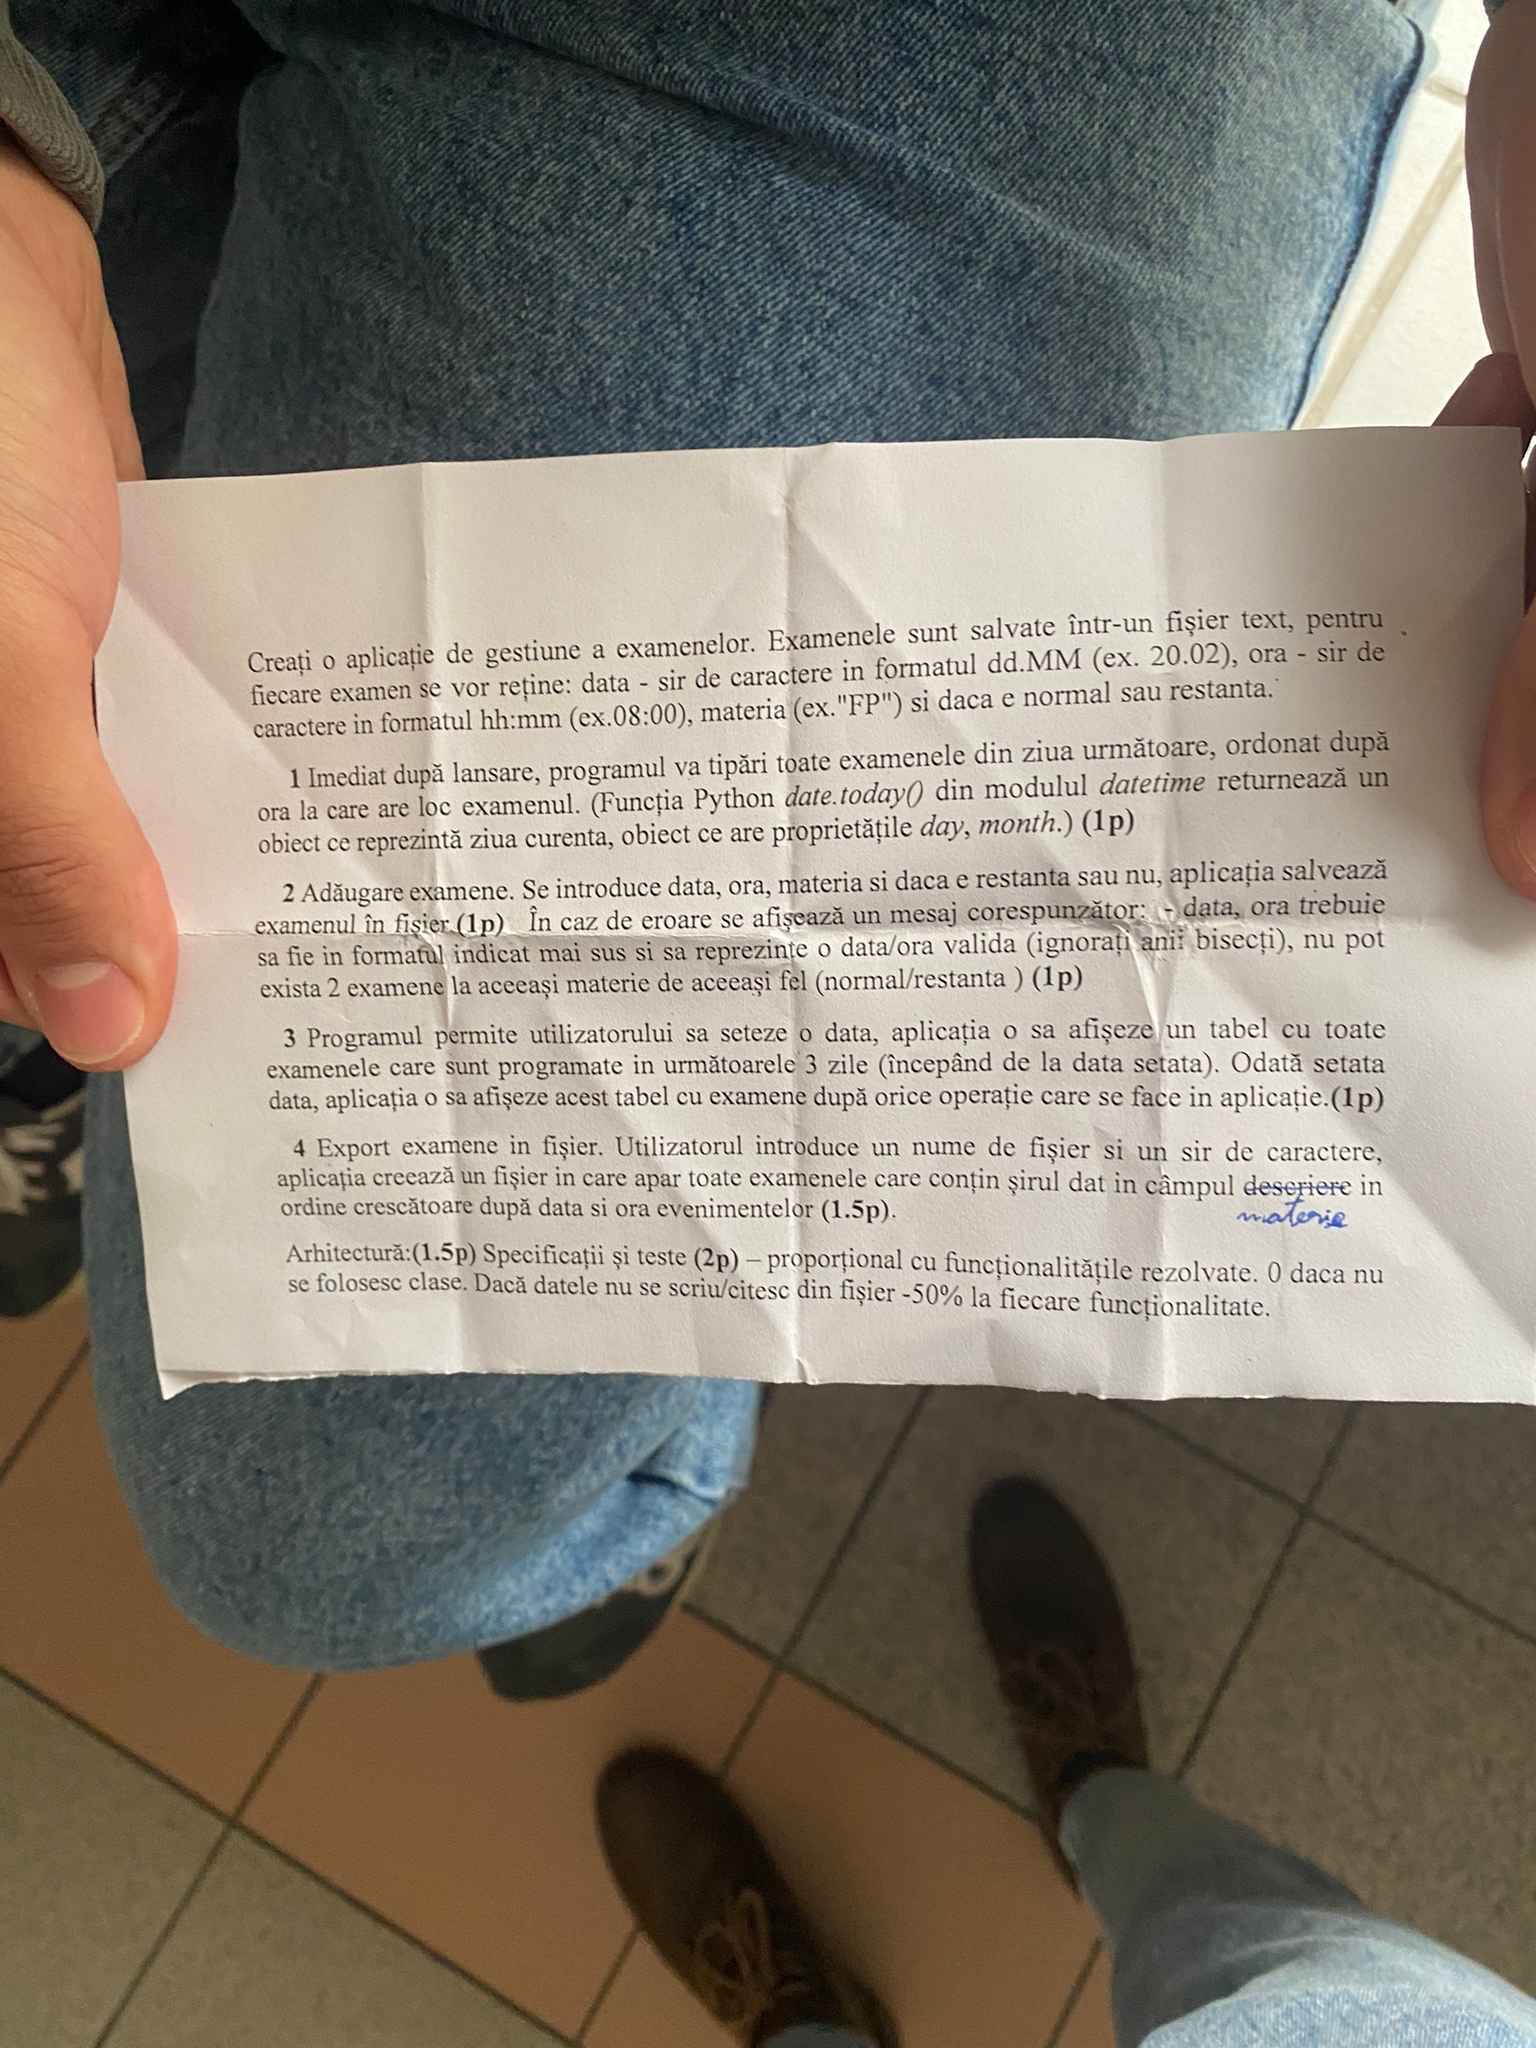 Creați o aplicație de gestiune a examenelor. Examenele sunt salvate într-un fișier text, pentru
fiecare examen se vor reține: data - sir de caractere in formatul dd.MM (ex. 20.02), ora - sir de
caractere in formatul hh:mm (ex.08:00), materia (ex."FP") si daca e normal sau restanta.
1 Imediat după lansare, programul va tipări toate examenele din ziua următoare, ordonat după
ora la care are loc examenul. (Funcția Python date.today() din modulul datetime returnează un
obiect ce reprezintă ziua curenta, obiect ce are proprietățile day, month.) (1p)
2 Adăugare examene. Se introduce data, ora, materia si daca e restanta sau nu, aplicația salvează
examenul în fișier.(1p) În caz de eroare se afișează un mesaj corespunzător: - data, ora trebuie
sa fie in formatul indicat mai sus si sa reprezinte o data/ora valida (ignorați anii bisecți), nu pot
exista 2 examene la aceeași materie de aceeași fel (normal/restanta ) (1p)
3 Programul permite utilizatorului sa seteze o data, aplicația o sa afișeze un tabel cu toate
examenele care sunt programate in următoarele 3 zile (începând de la data setata). Odată setata
data, aplicația o sa afișeze acest tabel cu examene după orice operație care se face in aplicație.(1p)
4 Export examene in fișier. Utilizatorul introduce un nume de fișier si un sir de caractere,
aplicația creează un fișier in care apar toate examenele care conțin șirul dat in câmpul descriere in
materie
ordine crescătoare după data si ora evenimentelor (1.5p).
Arhitectură:(1.5p) Specificații și teste (2p) – proporțional cu funcționalitățile rezolvate. 0 daca nu
se folosesc clase. Dacă datele nu se scriu/citesc din fișier -50% la fiecare funcționalitate.